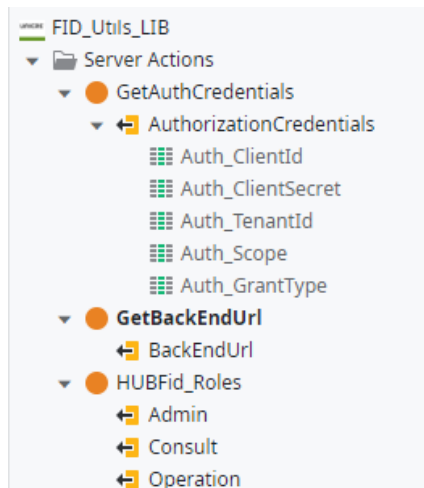 FID_Utils_LIB
Server Actions
GetAuthCredentials
AuthorizationCredentials
Auth_ClientId
Auth_ClientSecret
Auth_TenantId
Auth_Scope
Auth_GrantType
GetBackEndUrl
BackEndUrl
HUBFid_Roles
Admin
Consult
Operation